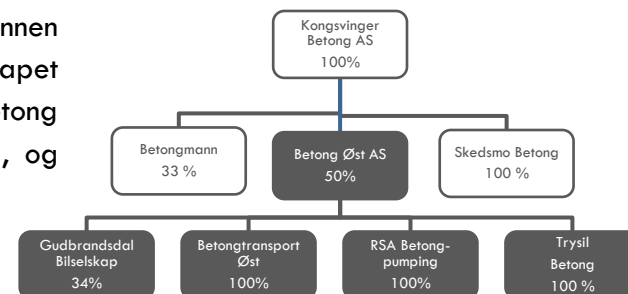 nnen
apet
etong
, og
Kongsvinger
Betong AS
100%
Betongmann
33 %
Betong Øst AS
50%
Skedsmo Betong
100 %
Gudbrandsdal
Bilselskap
34%
Betongtransport
Øst
100%
RSA Betong-
pumping
100%
Trysil
Betong
100 %